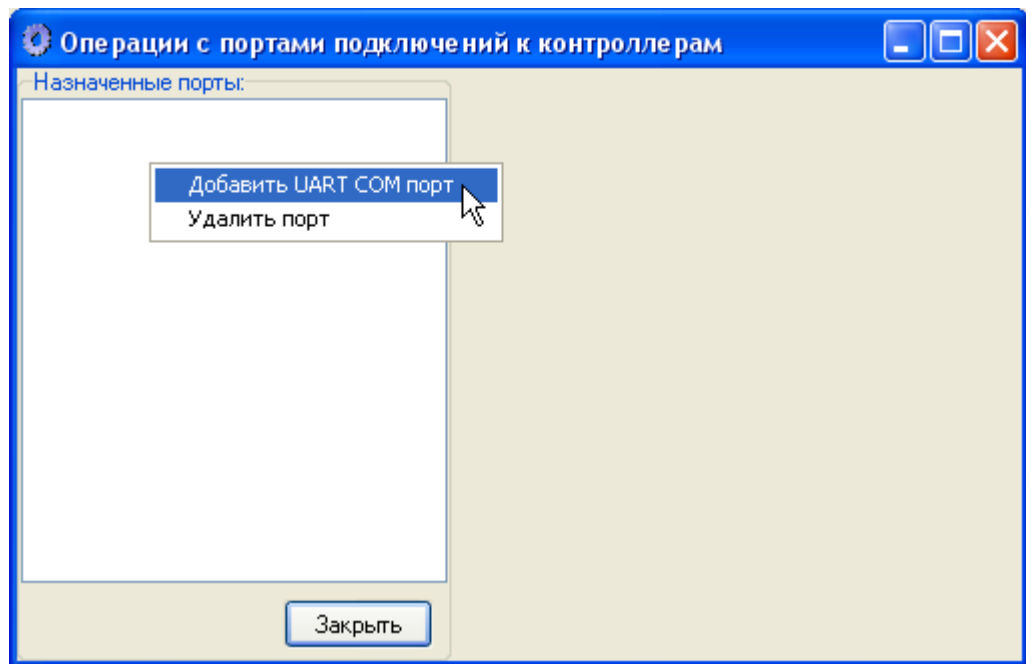 Операции с портами подключений к контроллерам
Назначенные порты:
Добавить UART COM порт
Удалить порт
Закрыть